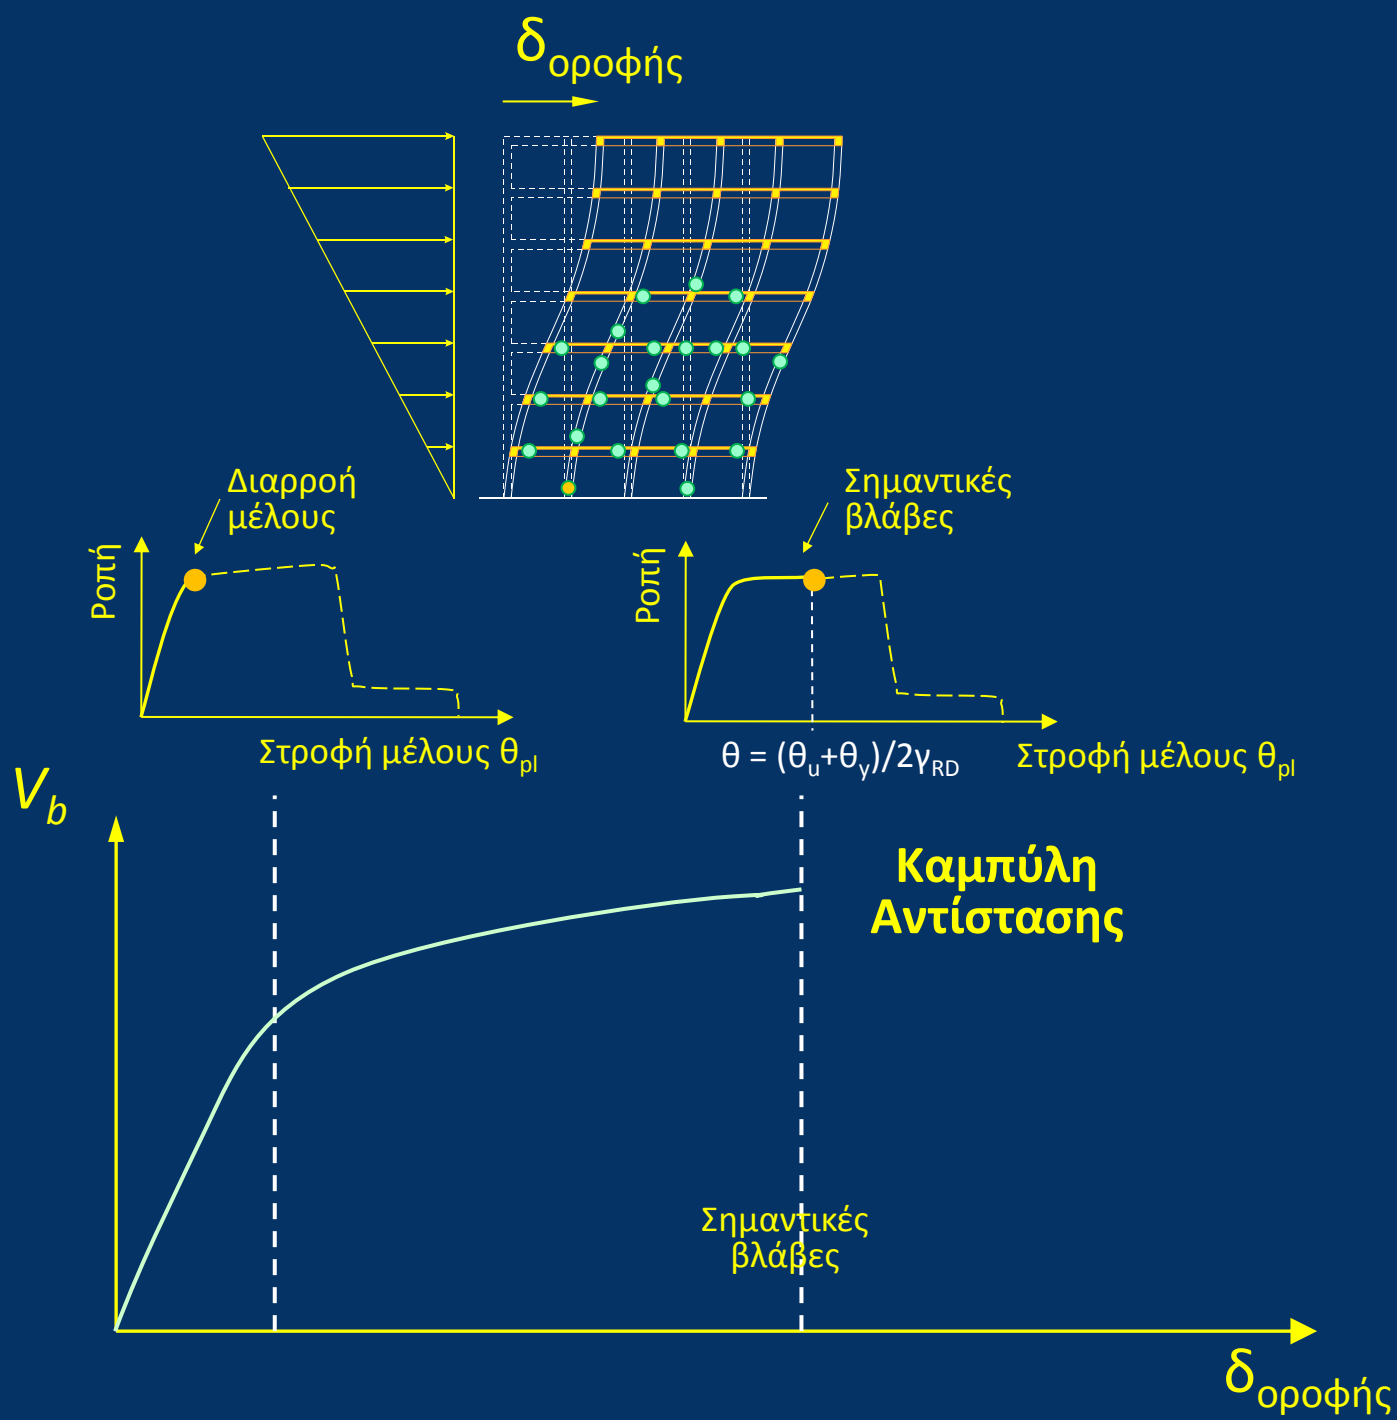 δοροφής
Διαρροή
μέλους
Σημαντικές
βλάβες
Ροπή
Ροπή
Στροφή μέλους θpl
θ = (θu+θy)/2γRD
Στροφή μέλους θpl
Vb
Καμπύλη
Αντίστασης
Σημαντικές
βλάβες
δοροφής